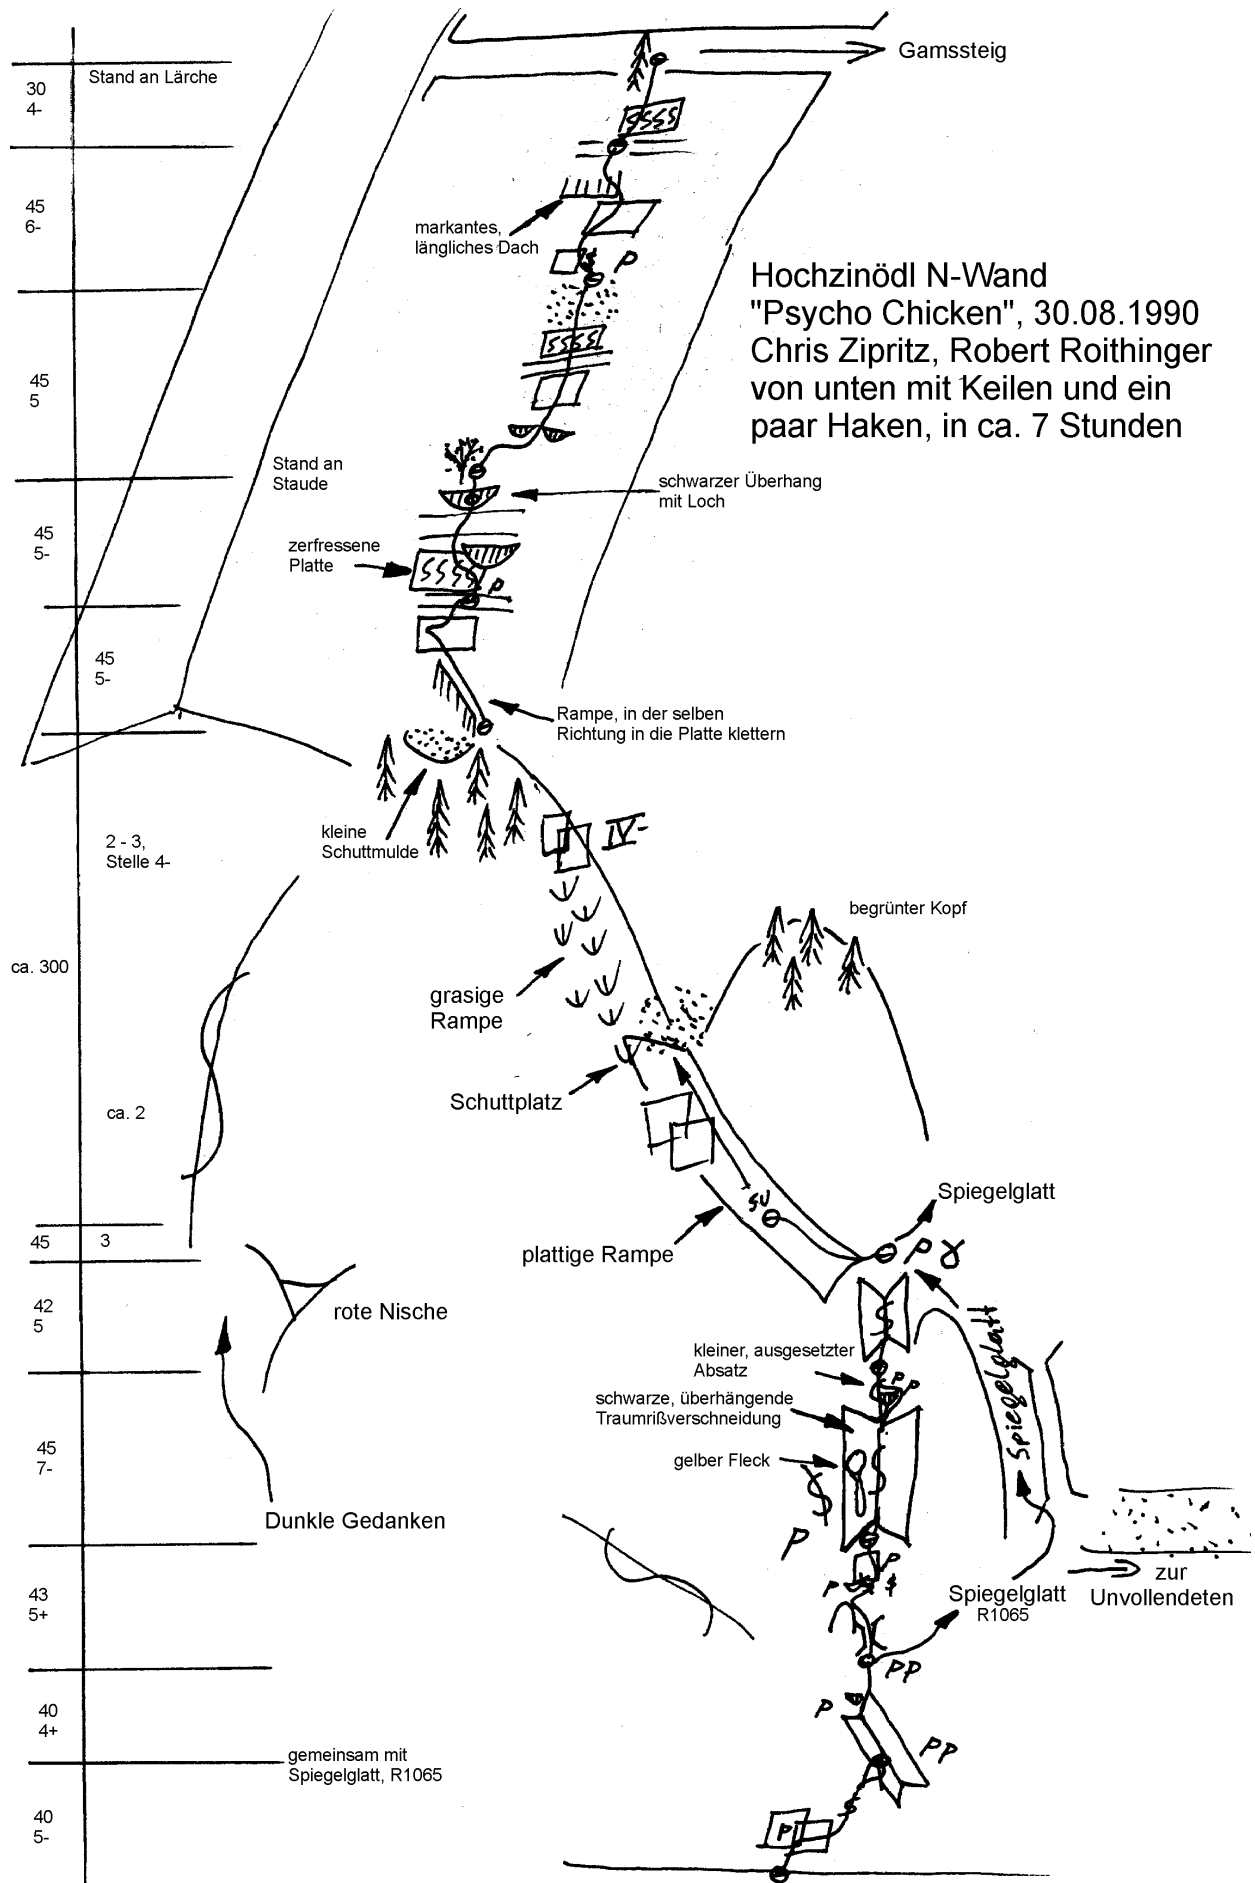 Gamssteig
Stand an Lärche
30
4-
45
6-
markantes,
längliches Dach
P
Hochzinödl N-Wand
"Psycho Chicken", 30.08.1990
Chris Zipritz, Robert Roithinger
von unten mit Keilen und ein
paar Haken, in ca. 7 Stunden
45
5
Stand an
Staude
schwarzer Überhang
mit Loch
45
5-
zerfressene
Platte
P
45
5-
Rampe, in der selben
Richtung in die Platte klettern
kleine
Schuttmulde
IV-
2 - 3,
Stelle 4-
begrünter Kopf
ca. 300
grasige
Rampe
Schuttplatz
ca. 2
Spiegelglatt
SU
plattige Rampe
P
45
3
42
5
rote Nische
Spiegelglatt
kleiner, ausgesetzter
Absatz
P P
schwarze, überhängende
Traumrißverschneidung
gelber Fleck
45
7-
P
Dunkle Gedanken
P
P
zur
Unvollendeten
Spiegelglatt
R1065
43
5+
PP
P
40
4+
PP
gemeinsam mit
Spiegelglatt, R1065
40
5-
P1